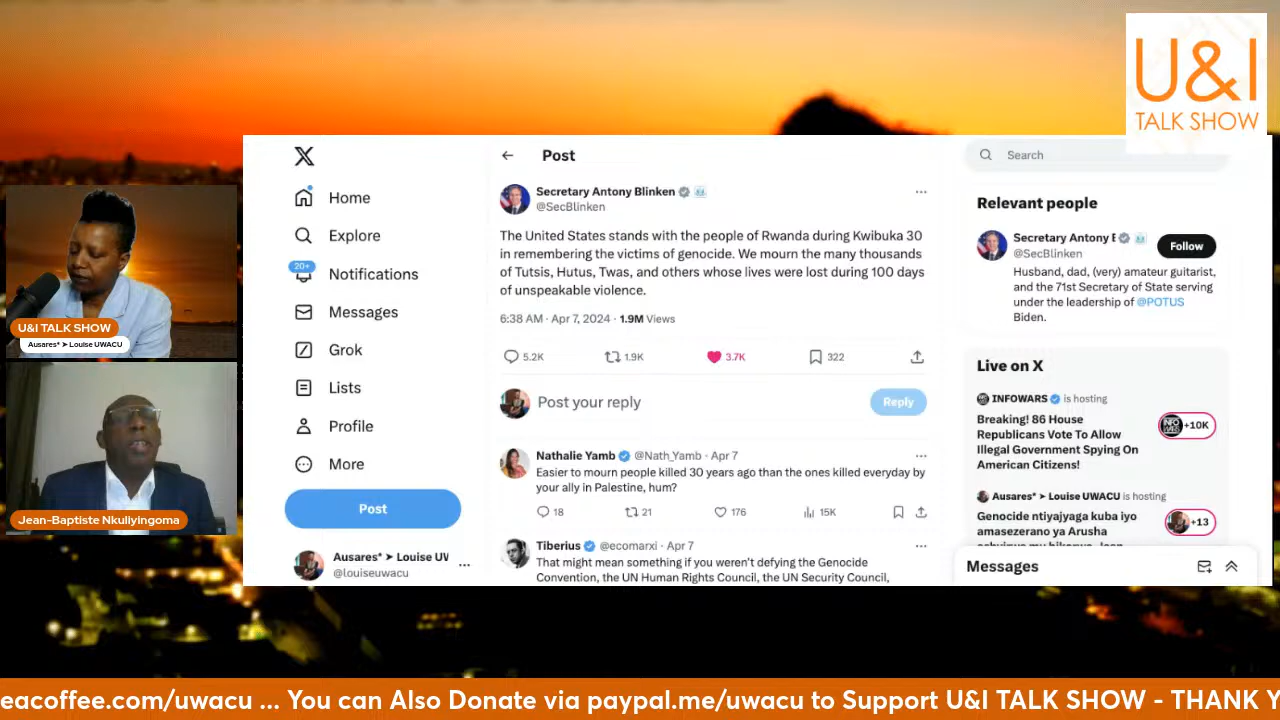 U&I
TALK SHOW
U&I TALK SHOW
Ausares* ➤ Louise UWACU
Jean-Baptiste Nkuliyingoma
Home
Explore
20+
Notifications
Messages
Grok
Lists
Profile
More
Post
Ausares* ➤ Louise UW
@louiseuwacu
Post
Secretary Antony Blinken
@SecBlinken
The United States stands with the people of Rwanda during Kwibuka 30
in remembering the victims of genocide. We mourn the many thousands
of Tutsis, Hutus, Twas, and others whose lives were lost during 100 days
of unspeakable violence.
6:38 AM · Apr 7, 2024 · 1.9M Views
5.2K 1.9K 3.7K 322
Post your reply
Reply
Nathalie Yamb @Nath_Yamb · Apr 7
Easier to mourn people killed 30 years ago than the ones killed everyday by
your ally in Palestine, hum?
18 21 176 15K
Tiberius @ecomarxi · Apr 7
That might mean something if you weren't defying the Genocide
Convention, the UN Human Rights Council, the UN Security Council,
Search
Relevant people
Secretary Antony B
@SecBlinken
Follow
Husband, dad, (very) amateur guitarist,
and the 71st Secretary of State serving
under the leadership of @POTUS
Biden.
Live on X
INFOWARS is hosting
Breaking! 86 House
Republicans Vote To Allow
Illegal Government Spying On
American Citizens!
+10K
Ausares* ➤ Louise UWACU is hosting
Genocide ntiyajyaga kuba iyo
amasezerano ya Arusha
+13
Messages
eacoffee.com/uwacu ... You can Also Donate via paypal.me/uwacu to Support U&I TALK SHOW - THANK Y